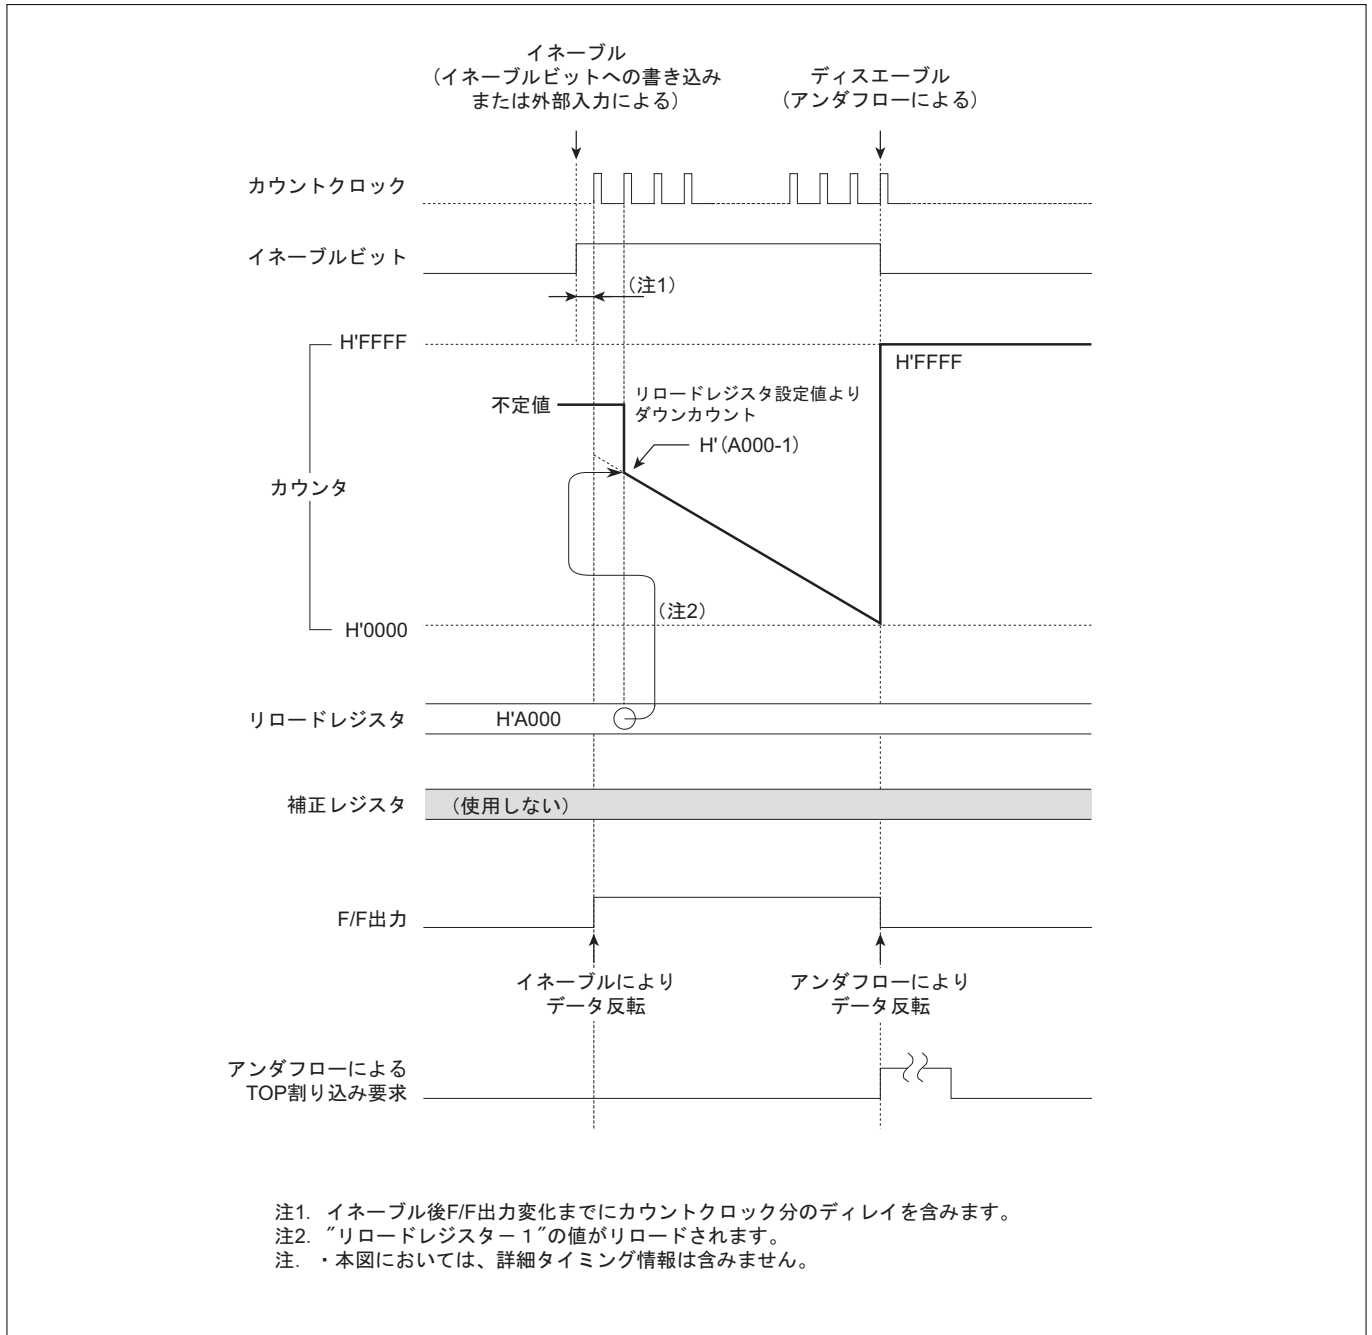 イネーブル
（イネーブルビットへの書き込み
または外部入力による）
ディスエーブル
（アンダフローによる）
カウントクロック
イネーブルビット
（注1）
H'FFFF
H'FFFF
不定値
リロードレジスタ設定値より
ダウンカウント
H'（A000-1）
カウンタ
（注2）
H'0000
リロードレジスタ
H'A000
補正レジスタ
（使用しない）
F/F出力
イネーブルにより
データ反転
アンダフローにより
データ反転
アンダフローによる
TOP割り込み要求
注1. イネーブル後F/F出力変化までにカウントクロック分のディレイを含みます。
注2. ″リロードレジスタ－１″の値がリロードされます。
注. ・本図においては、詳細タイミング情報は含みません。